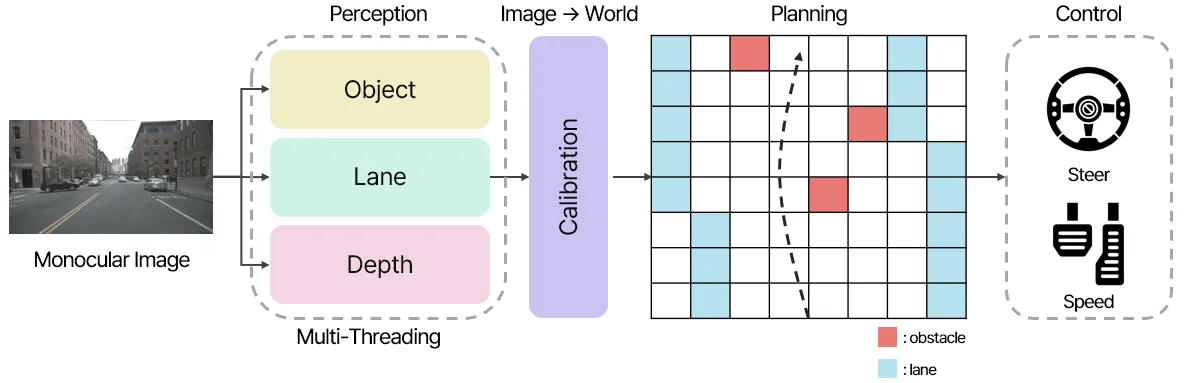 Perception
Image → World
Planning
Control
Object
Lane
Depth
Monocular Image
Multi-Threading
Calibration
Steer
Speed
: obstacle
: lane